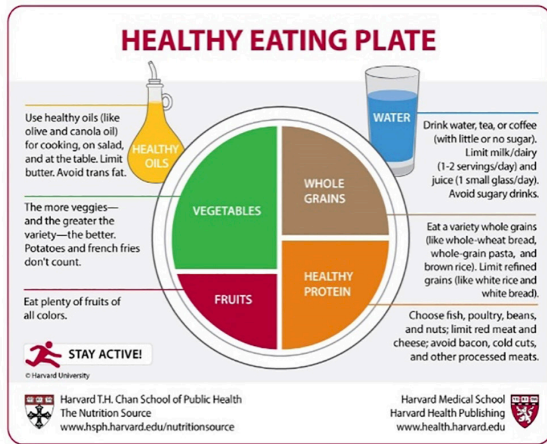 HEALTHY EATING PLATE
Use healthy oils (like
olive and canola oil)
for cooking, on salad,
and at the table. Limit
butter. Avoid trans fat.
HEALTHY
OILS
WATER
Drink water, tea, or coffee
(with little or no sugar).
Limit milk/dairy
(1-2 servings/day) and
juice (1 small glass/day).
Avoid sugary drinks.
The more veggies—
and the greater the
variety—the better.
Potatoes and french fries
don't count.
VEGETABLES
WHOLE
GRAINS
Eat a variety whole grains
(like whole-wheat bread,
whole-grain pasta, and
brown rice). Limit refined
grains (like white rice and
white bread).
Eat plenty of fruits of
all colors.
FRUITS
HEALTHY
PROTEIN
Choose fish, poultry, beans,
and nuts; limit red meat and
cheese; avoid bacon, cold cuts,
and other processed meats.
STAY ACTIVE!
© Harvard University
Harvard T.H. Chan School of Public Health
The Nutrition Source
www.hsph.harvard.edu/nutritionsource
Harvard Medical School
Harvard Health Publishing
www.health.harvard.edu